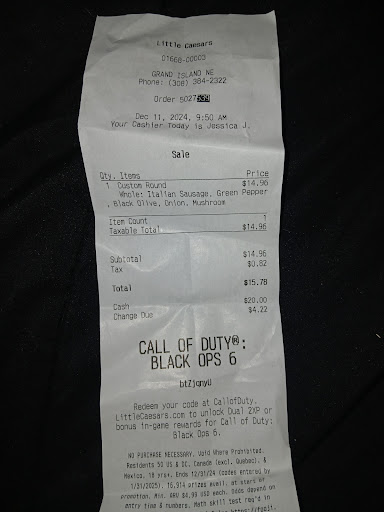 Little Caesars
01668-00003
GRAND ISLAND NE
Phone: (308) 384-2322
Order 5027539
Dec 11, 2024, 9:50 AM
Your Cashier Today is Jessica J.
Sale
Qty. Items Price
1 Custom Round $14.96
Whole: Italian Sausage, Green Pepper
, Black Olive, Onion, Mushroom
Item Count 1
Taxable Total $14.96
Subtotal $14.96
Tax $0.82
Total $15.78
Cash $20.00
Change Due $4.22
CALL OF DUTY®:
BLACK OPS 6
Redeem your code at CallofDuty.
LittleCaesars.com to unlock Dual 2XP or
bonus in-game rewards for Call of Duty:
Black Ops 6.
NO PURCHASE NECESSARY. Void Where Prohibited.
Residents 50 US & DC, Canada (excl. Quebec), &
Mexico, 18 yrs+. Ends 12/31/24 (codes entered by
1/31/2025). 15,914 prizes avail. at start of
promotion. Min. ARV $4.99 USD each. Odds depend on
entry time & numbers. Math skill test req'd in